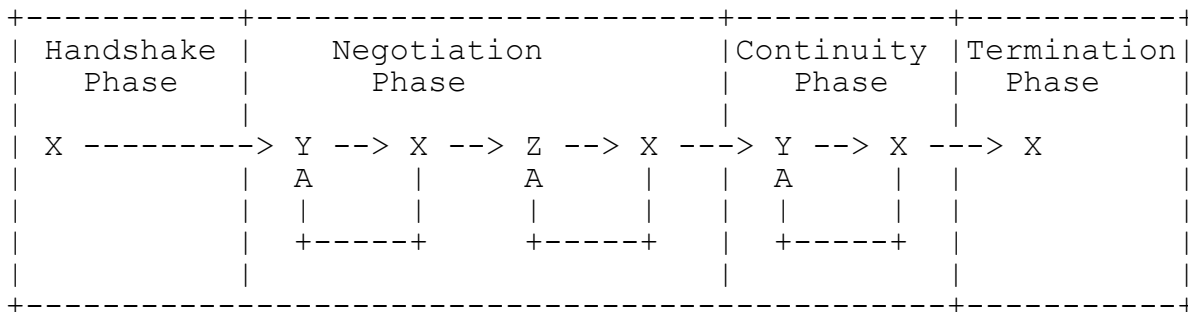 +-----------+------------------------+-----------+-----------+
| Handshake |    Negotiation         |Continuity |Termination|
|   Phase   |      Phase             |   Phase   |  Phase    |
|           |                        |           |           |
| X ---------> Y --> X --> Z --> X ---> Y --> X ---> X       |
|           |  A     |     A     |   |  A     |  |           |
|           |  |     |     |     |   |  |     |  |           |
|           |  +-----+     +-----+   |  +-----+  |           |
|           |                        |           |           |
+------------------------------------------------+-----------+